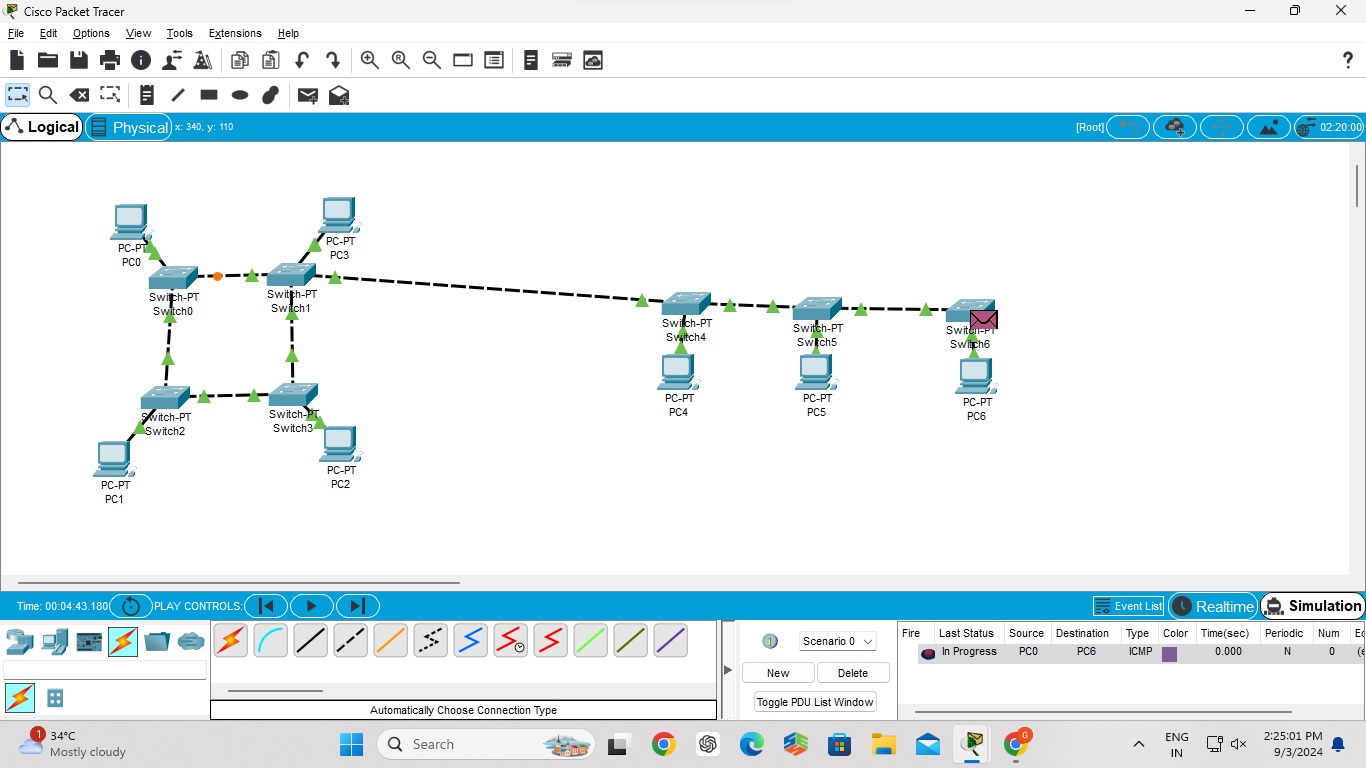 Cisco Packet Tracer
File Edit Options View Tools Extensions Help
Logical Physical x: 340, y: 110 [Root] 02:20:00
PC-PT
PC0
PC-PT
PC3
Switch-PT
Switch0
Switch-PT
Switch1
Switch-PT
Switch4
Switch-PT
Switch5
Switch-PT
Switch6
PC-PT
PC4
PC-PT
PC5
PC-PT
PC6
Switch-PT
Switch2
Switch-PT
Switch3
PC-PT
PC1
PC-PT
PC2
Time: 00:04:43.180 PLAY CONTROLS: Event List Realtime Simulation
Scenario 0
New Delete
Toggle PDU List Window
Fire Last Status Source Destination Type Color Time(sec) Periodic Num
In Progress PC0 PC6 ICMP 0.000 N 0
Automatically Choose Connection Type
1
34°C
Mostly cloudy
Search
G
ENG
IN
2:25:01 PM
9/3/2024